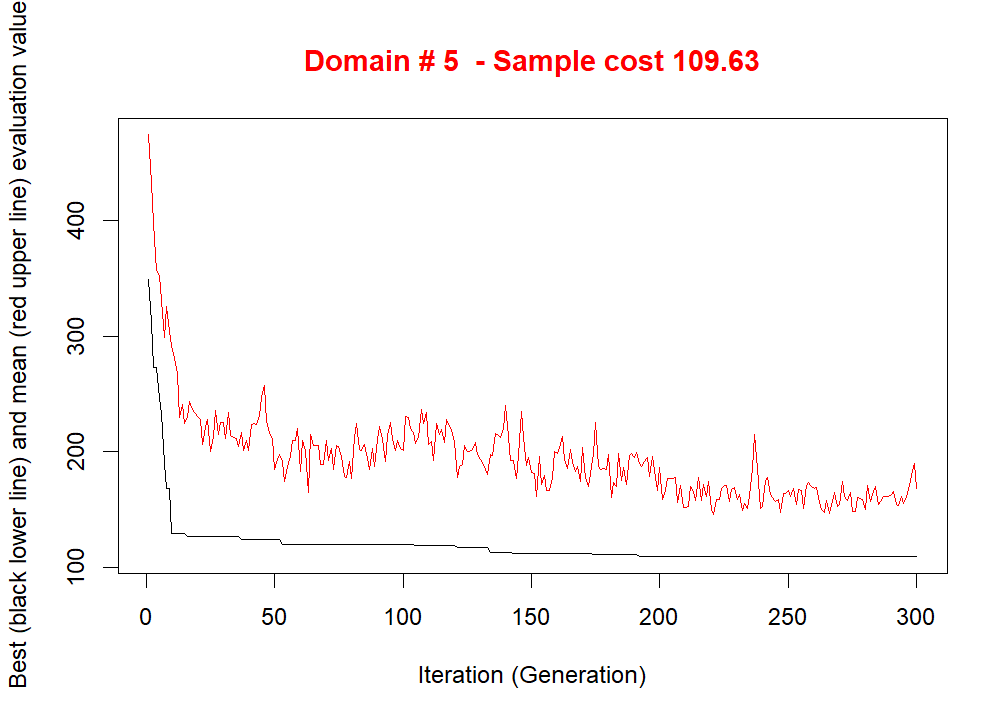 Domain # 5  - Sample cost 109.63
Best (black lower line) and mean (red upper line) evaluation value
400
300
200
100
0 50 100 150 200 250 300
Iteration (Generation)